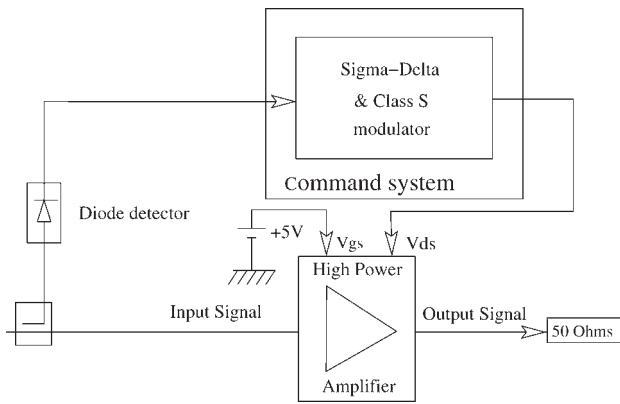 Sigma-Delta
& Class S
modulator
Command system
Diode detector
+5V
Vgs
Vds
High Power
Input Signal
Output Signal
50 Ohms
Amplifier